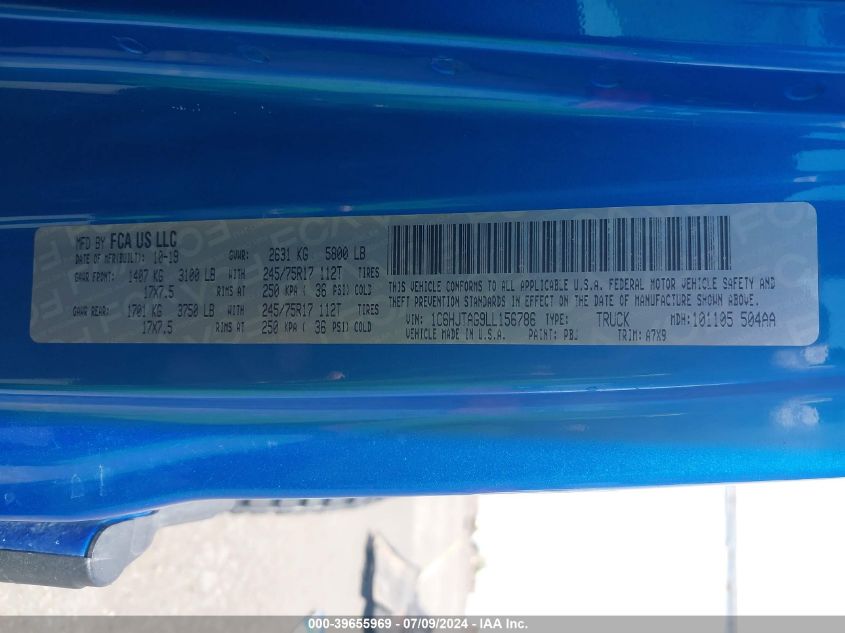 MFD BY FCA US LLC
DATE OF MFR(BUILT): 10-19 GVWR: 2631 KG 5800 LB
GAWR FRONT: 1407 KG 3100 LB WITH 245/75R17 112T TIRES
17X7.5 RIMS AT 250 KPA ( 36 PSI) COLD
GAWR REAR: 1701 KG 3750 LB WITH 245/75R17 112T TIRES
17X7.5 RIMS AT 250 KPA ( 36 PSI) COLD
THIS VEHICLE CONFORMS TO ALL APPLICABLE U.S.A. FEDERAL MOTOR VEHICLE SAFETY AND
THEFT PREVENTION STANDARDS IN EFFECT ON THE DATE OF MANUFACTURE SHOWN ABOVE.
VIN: 1C6HJTAG9LL156786 TYPE: TRUCK MDH: 101105 504AA
VEHICLE MADE IN U.S.A. PAINT: PBJ TRIM: A7X9
000-39655969 - 07/09/2024 - IAA Inc.